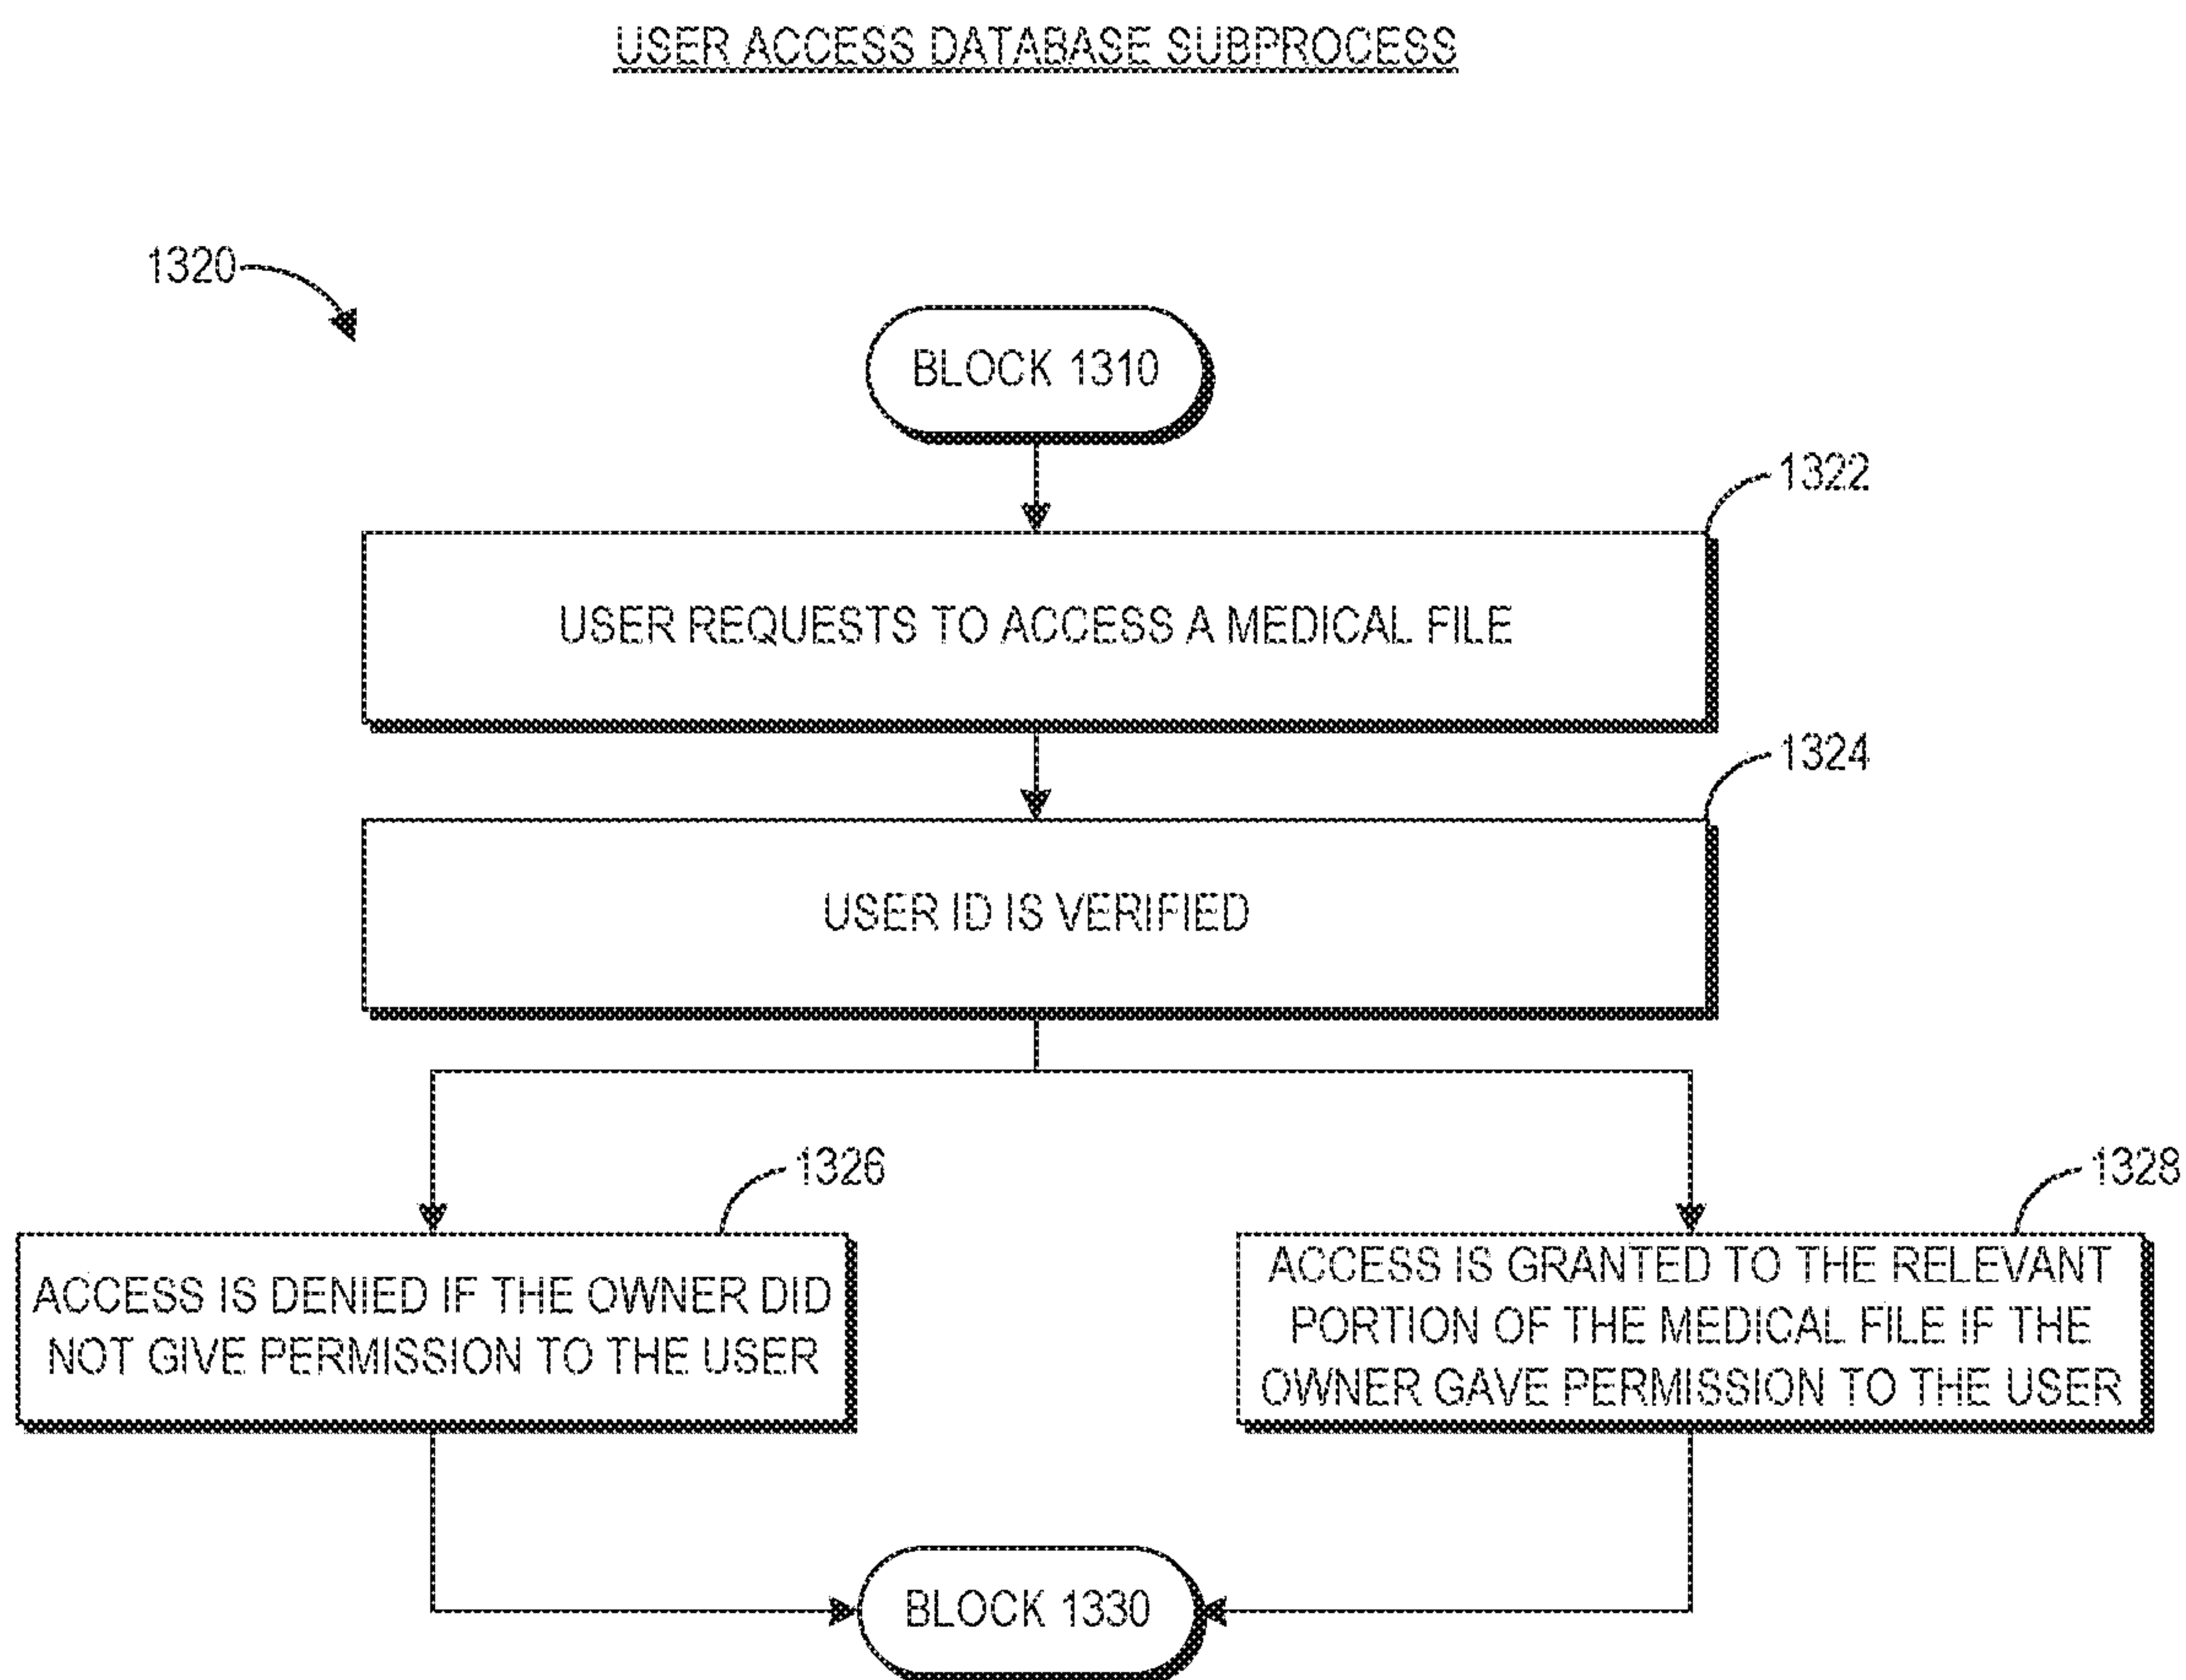 USER ACCESS DATABASE SUBPROCESS
1320
BLOCK 1310
1322
USER REQUESTS TO ACCESS A MEDICAL FILE
1324
USER ID IS VERIFIED
1326
ACCESS IS DENIED IF THE OWNER DID
NOT GIVE PERMISSION TO THE USER
1328
ACCESS IS GRANTED TO THE RELEVANT
PORTION OF THE MEDICAL FILE IF THE
OWNER GAVE PERMISSION TO THE USER
BLOCK 1330